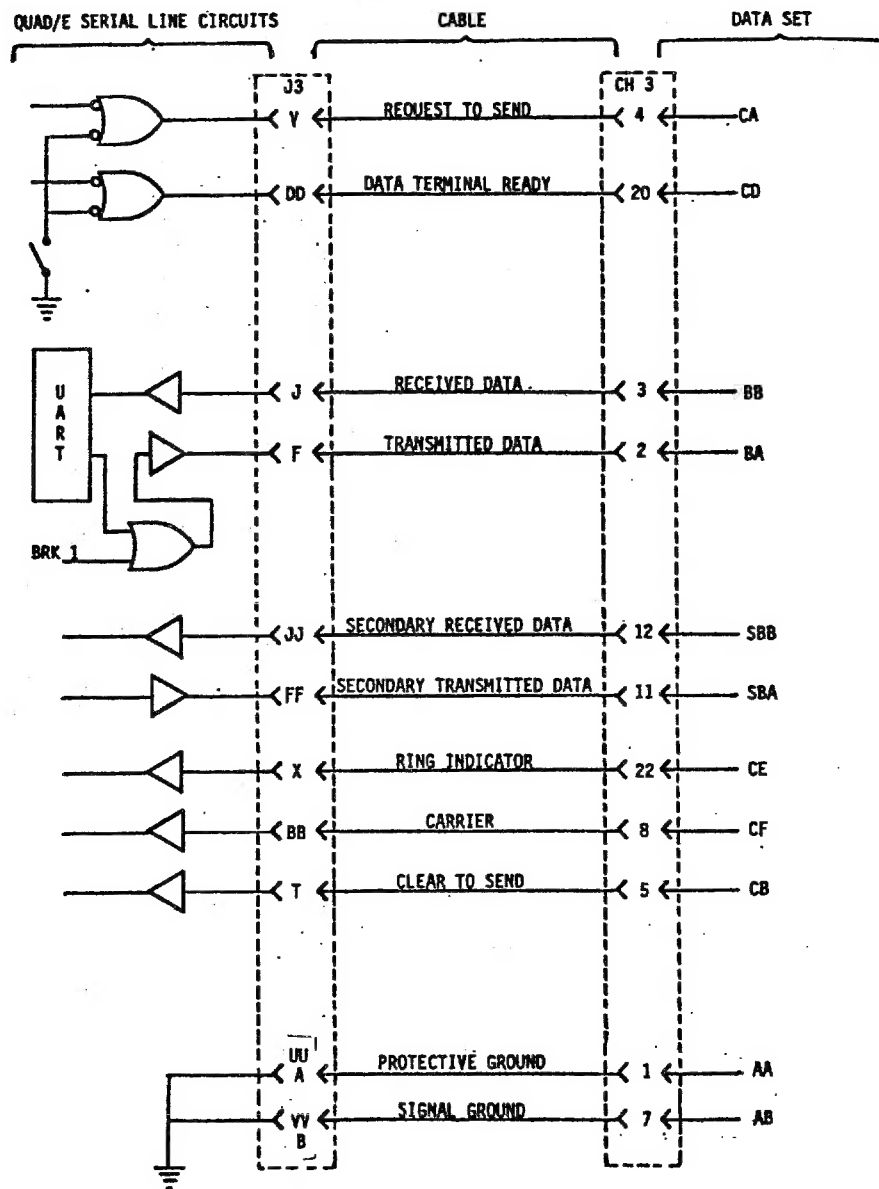 QUAD/E SERIAL LINE CIRCUITS CABLE DATA SET
J3 CH 3
V REQUEST TO SEND 4 CA
DD DATA TERMINAL READY 20 CD
UART
J RECEIVED DATA 3 BB
F TRANSMITTED DATA 2 BA
BRK 1
JJ SECONDARY RECEIVED DATA 12 SBB
FF SECONDARY TRANSMITTED DATA 11 SBA
X RING INDICATOR 22 CE
BB CARRIER 8 CF
T CLEAR TO SEND 5 CB
UU
A PROTECTIVE GROUND 1 AA
VV SIGNAL GROUND 7 AB
B